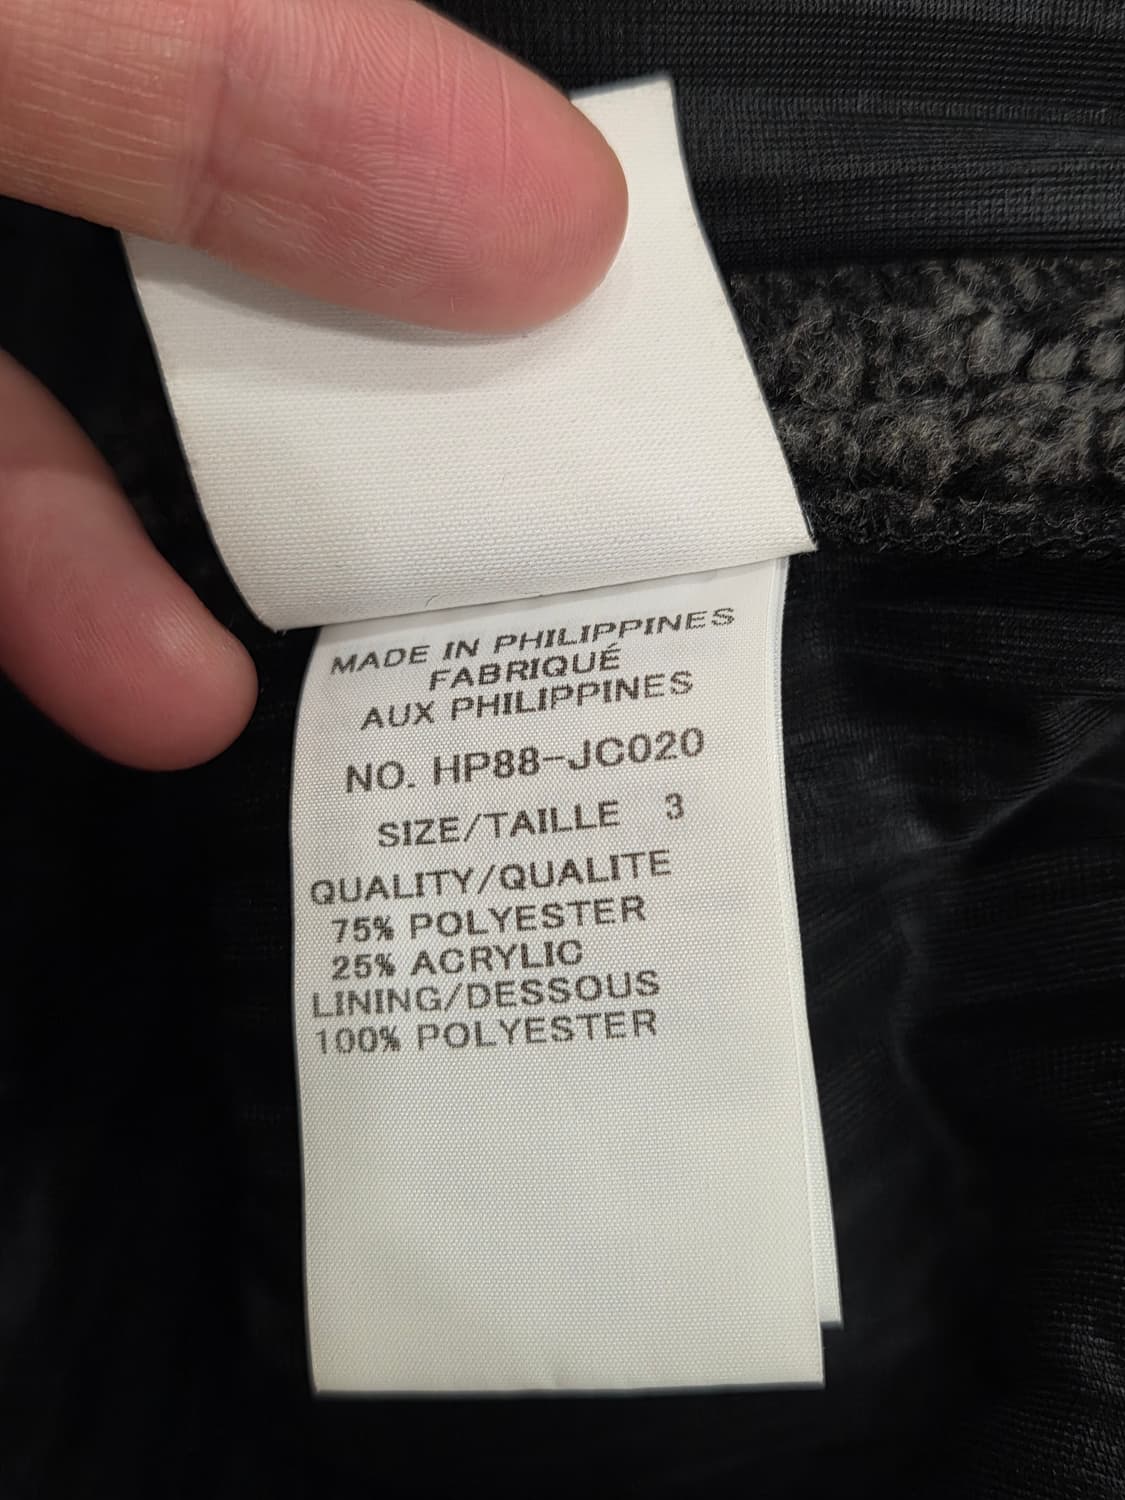 MADE IN PHILIPPINES
FABRIQUÉ
AUX PHILIPPINES
NO. HP88-JC020
SIZE/TAILLE 3
QUALITY/QUALITE
75% POLYESTER
25% ACRYLIC
LINING/DESSOUS
100% POLYESTER